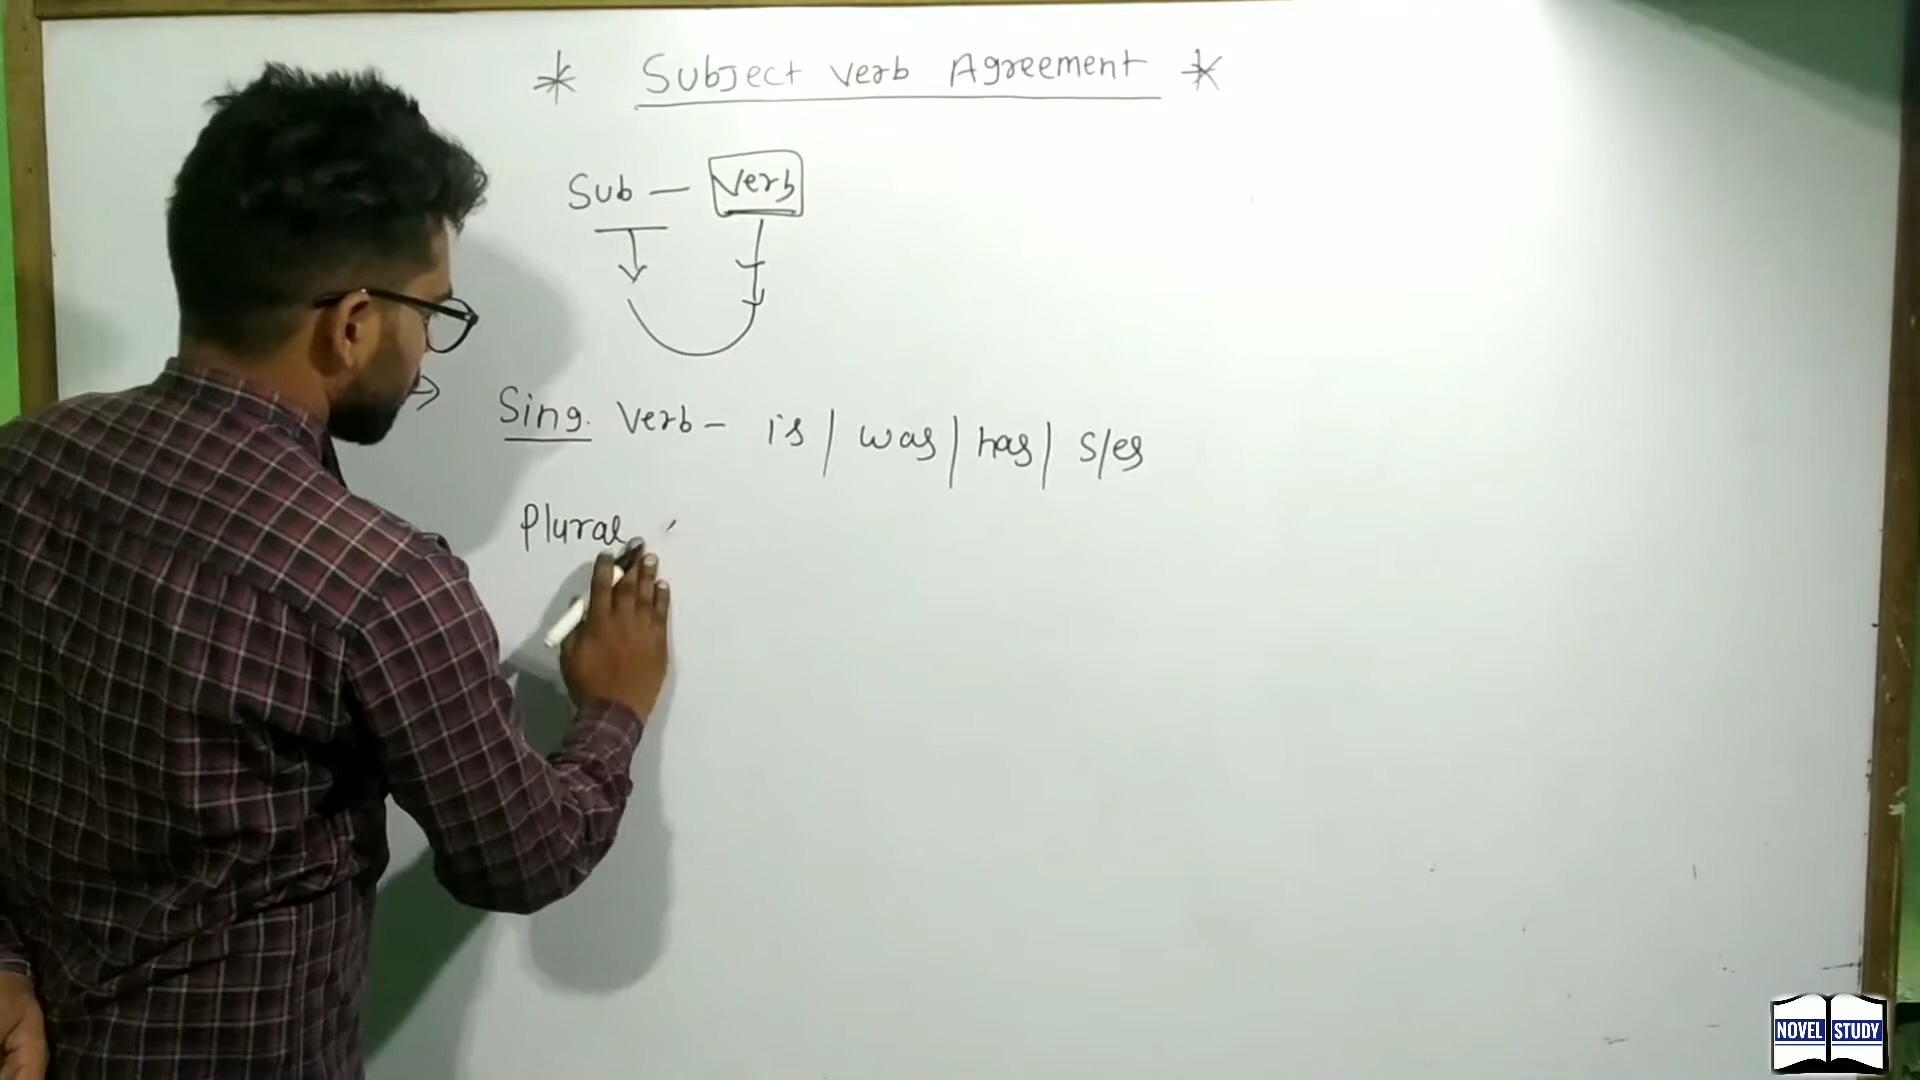 * Subject verb Agreement *
Sub - Verb
→ Sing. Verb - is / was / has / s/es
Plural
NOVEL STUDY